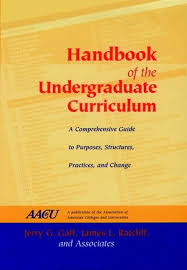 Handbook
of the
Undergraduate
Curriculum
A Comprehensive Guide
to Purposes, Structures,
Practices, and Change
AAC&U
A publication of the Association of
American Colleges and Universities
Jerry G. Gaff, James L. Ratcliff,
and Associates